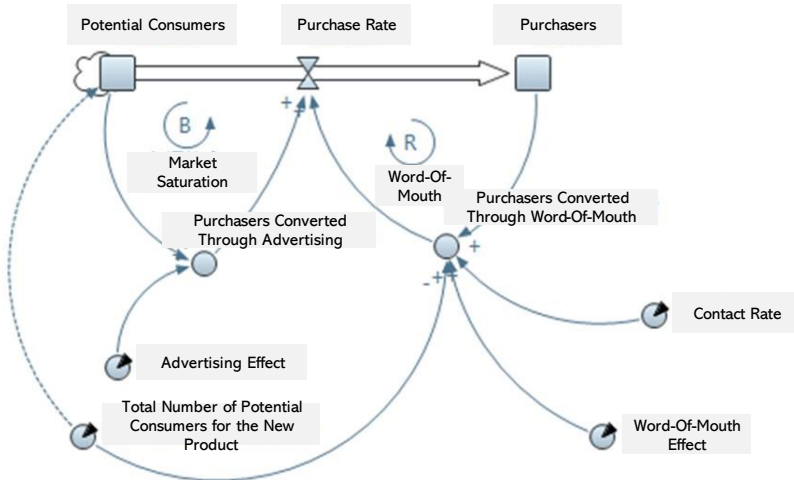 Potential Consumers
Purchase Rate
Purchasers
+
+
B
R
Market
Saturation
Word-Of-
Mouth
Purchasers Converted
Through Word-Of-Mouth
Purchasers Converted
Through Advertising
+
- + +
Contact Rate
Advertising Effect
Total Number of Potential
Consumers for the New
Product
Word-Of-Mouth
Effect